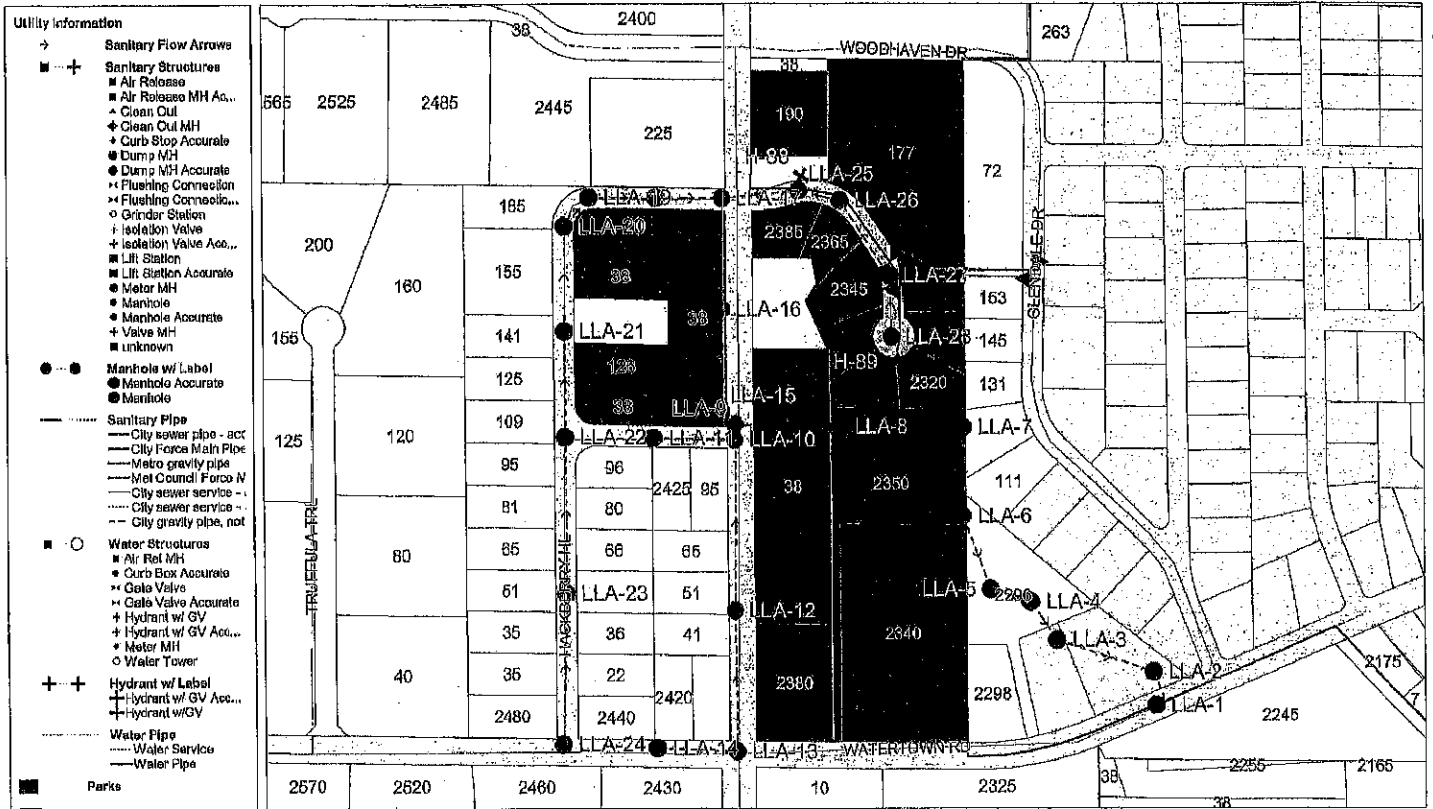 Utility Information
Sanitary Flow Arrows
Sanitary Structures
Air Release
Air Release MH Ac...
Clean Out
Clean Out MH
Curb Stop Accurate
Dump MH
Dump MH Accurate
Flushing Connection
Flushing Connectio...
Grinder Station
Isolation Valve
Isolation Valve Acc...
Lift Station
Lift Station Accurate
Meter MH
Manhole
Manhole Accurate
Valve MH
unknown
Manhole w/ Label
Manhole Accurate
Manhole
Sanitary Pipe
City sewer pipe - acc
City Force Main Pipe
Metro gravity pipe
Met Council Force M
City sewer service -
City sewer service -
City gravity pipe, not
Water Structures
Air Rel MH
Curb Box Accurate
Gate Valve
Gate Valve Accurate
Hydrant w/ GV
Hydrant w/ GV Acc...
Meter MH
Water Tower
Hydrant w/ Label
Hydrant w/ GV Acc...
Hydrant w/GV
Water Pipe
Water Service
Water Pipe
Parks
38 2400 263
WOODHAVEN DR
38
565 2525 2485 2445 225 190 177 72
H-88
LLA-25
165 LLA-19 LLA-17 LLA-26
LLA-20
200 155 160 38 2385 2365
GLENDALE DR
LLA-27
2345 153
38 LLA-16
155 141 LLA-21 LLA-28 145
H-89
125 128 2320 131
38 LLA-15
109 LLA-9 LLA-8 LLA-7
125 120 LLA-22 LLA-11 LLA-10
95 96 2425 95 38 2350 111
81 80 LLA-6
TRUFFULA TRL
80 65 66 65
51 LLA-23 51 LLA-5 2296 LLA-4
HACKBERRY HL
LLA-12
35 36 41 2340 LLA-3
40 35 22 2380 LLA-2 2175
2420 2298 7
2480 2440 LLA-1 2245
LLA-24 LLA-14 LLA-13 WATERTOWN RD
2570 2520 2460 2430 10 2325 38 2255 2165
38